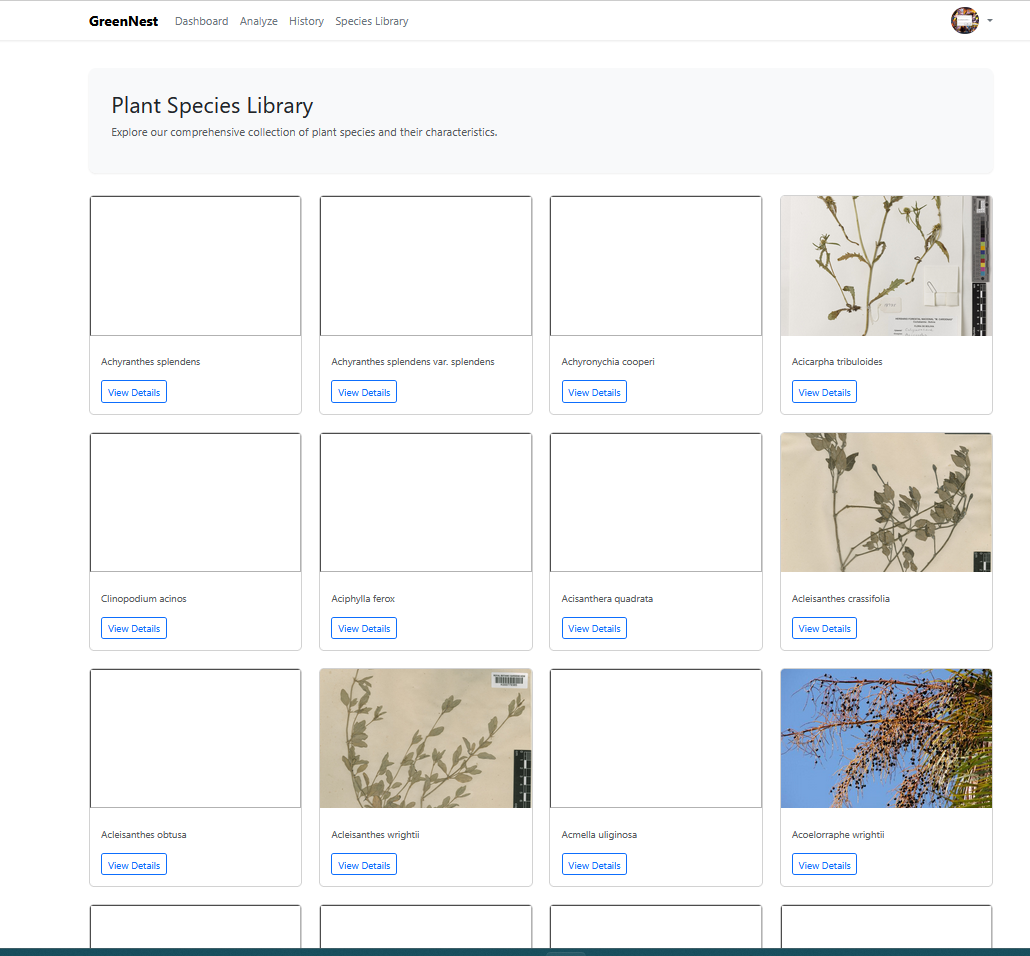 GreenNest Dashboard Analyze History Species Library
Plant Species Library
Explore our comprehensive collection of plant species and their characteristics.
Achyranthes splendens
View Details
Achyranthes splendens var. splendens
View Details
Achyronychia cooperi
View Details
Acicarpha tribuloides
View Details
Clinopodium acinos
View Details
Aciphylla ferox
View Details
Acisanthera quadrata
View Details
Acleisanthes crassifolia
View Details
Acleisanthes obtusa
View Details
Acleisanthes wrightii
View Details
Acmella uliginosa
View Details
Acoelorraphe wrightii
View Details